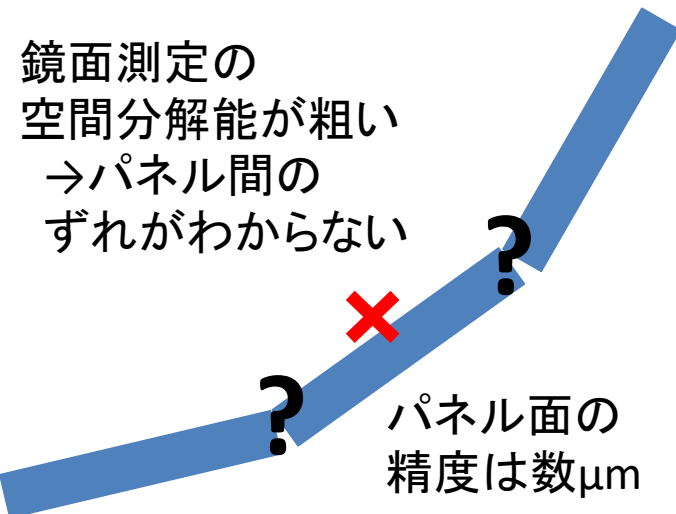 鏡面測定の
空間分解能が粗い
→パネル間の
ずれがわからない
?
?
パネル面の
精度は数μm